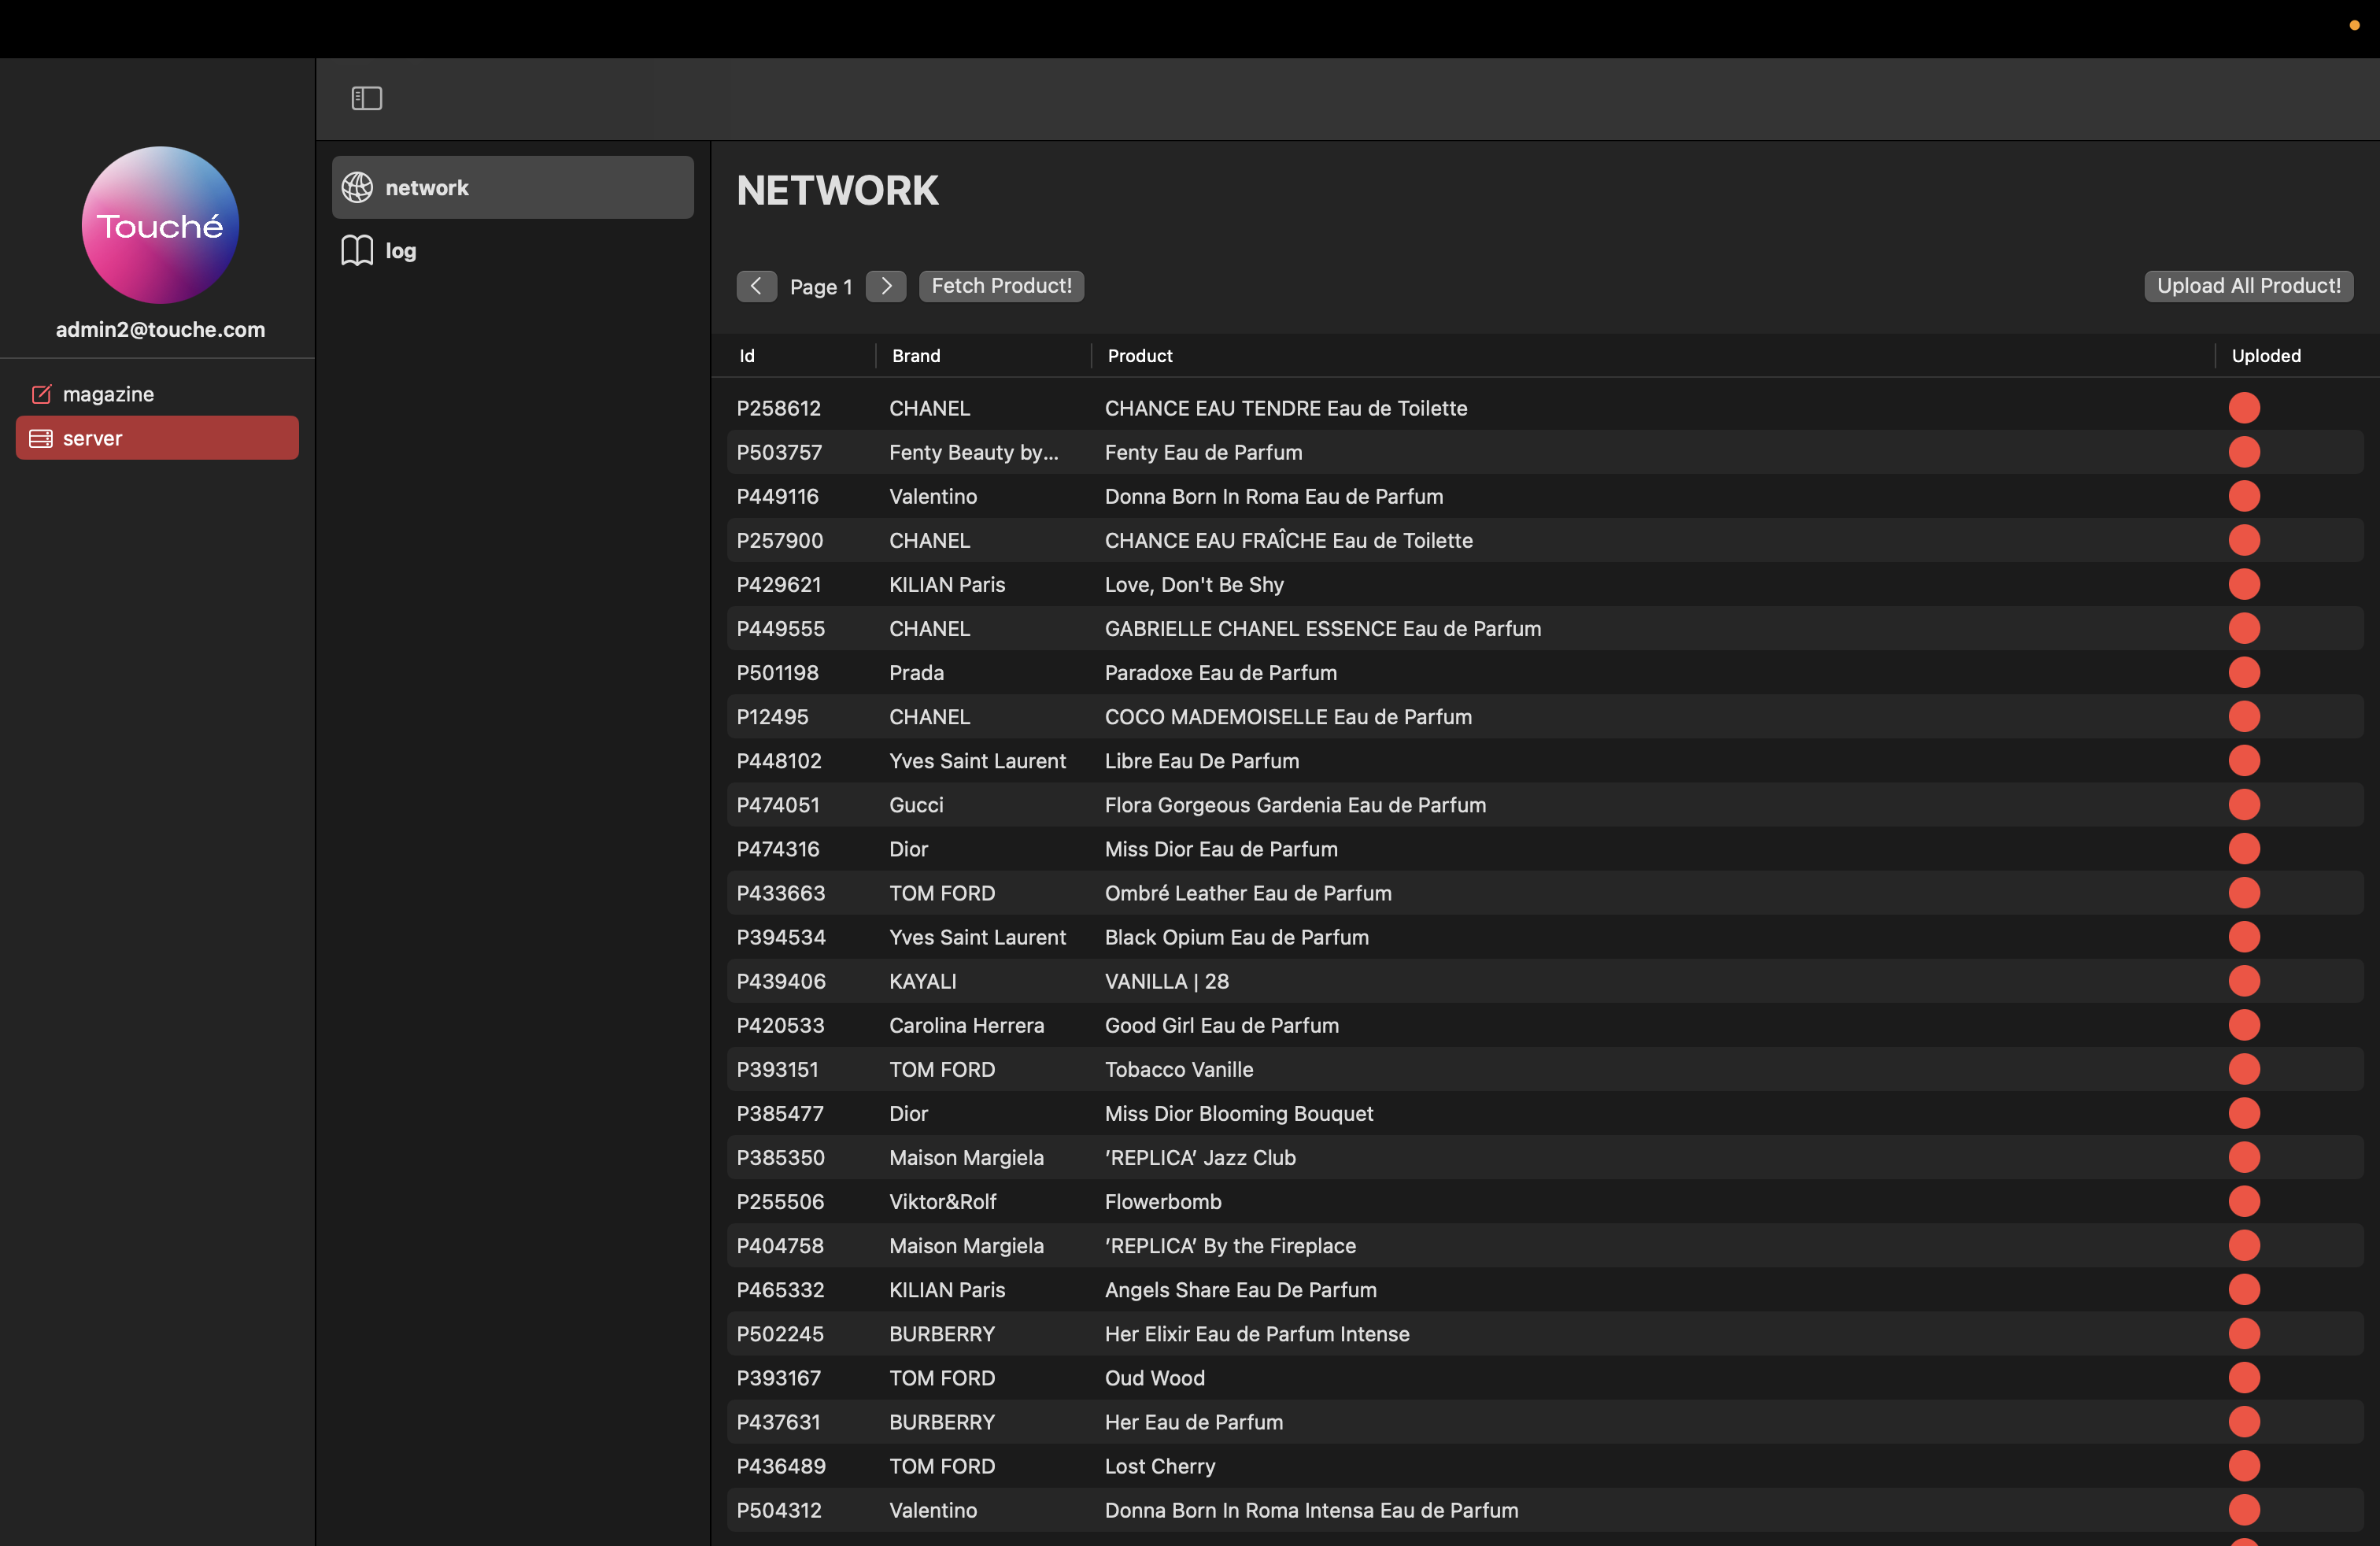 Touché
admin2@touche.com
magazine
server
network
log
NETWORK
Page 1 Fetch Product! Upload All Product!
Id Brand Product Uploded
P258612 CHANEL CHANCE EAU TENDRE Eau de Toilette
P503757 Fenty Beauty by... Fenty Eau de Parfum
P449116 Valentino Donna Born In Roma Eau de Parfum
P257900 CHANEL CHANCE EAU FRAÎCHE Eau de Toilette
P429621 KILIAN Paris Love, Don't Be Shy
P449555 CHANEL GABRIELLE CHANEL ESSENCE Eau de Parfum
P501198 Prada Paradoxe Eau de Parfum
P12495 CHANEL COCO MADEMOISELLE Eau de Parfum
P448102 Yves Saint Laurent Libre Eau De Parfum
P474051 Gucci Flora Gorgeous Gardenia Eau de Parfum
P474316 Dior Miss Dior Eau de Parfum
P433663 TOM FORD Ombré Leather Eau de Parfum
P394534 Yves Saint Laurent Black Opium Eau de Parfum
P439406 KAYALI VANILLA | 28
P420533 Carolina Herrera Good Girl Eau de Parfum
P393151 TOM FORD Tobacco Vanille
P385477 Dior Miss Dior Blooming Bouquet
P385350 Maison Margiela ’REPLICA’ Jazz Club
P255506 Viktor&Rolf Flowerbomb
P404758 Maison Margiela ’REPLICA’ By the Fireplace
P465332 KILIAN Paris Angels Share Eau De Parfum
P502245 BURBERRY Her Elixir Eau de Parfum Intense
P393167 TOM FORD Oud Wood
P437631 BURBERRY Her Eau de Parfum
P436489 TOM FORD Lost Cherry
P504312 Valentino Donna Born In Roma Intensa Eau de Parfum